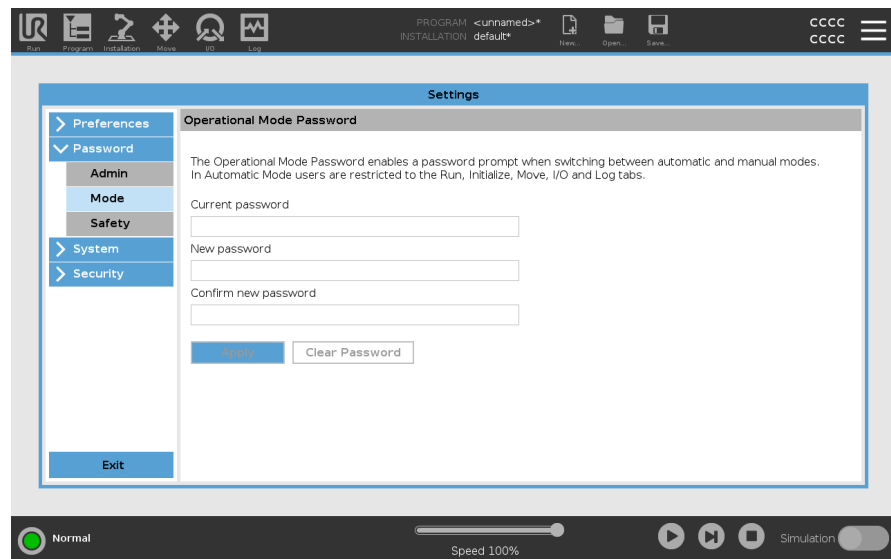 PROGRAM <unnamed>*
INSTALLATION default*
CCCC
CCCC
Run
Program
Installation
Move
I/O
Log
New...
Open...
Save...
Settings
Preferences
Password
Admin
Mode
Safety
System
Security
Exit
Operational Mode Password
The Operational Mode Password enables a password prompt when switching between automatic and manual modes.
In Automatic Mode users are restricted to the Run, Initialize, Move, I/O and Log tabs.
Current password
New password
Confirm new password
Apply
Clear Password
Normal
Speed 100%
Simulation